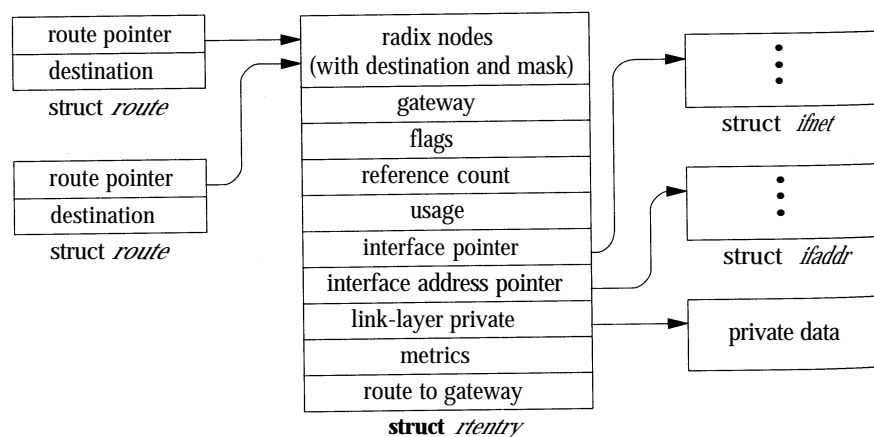 route pointer
destination
struct route
route pointer
destination
struct route
radix nodes
(with destination and mask)
gateway
flags
reference count
usage
interface pointer
interface address pointer
link-layer private
metrics
route to gateway
struct rtentry
struct ifnet
struct ifaddr
private data